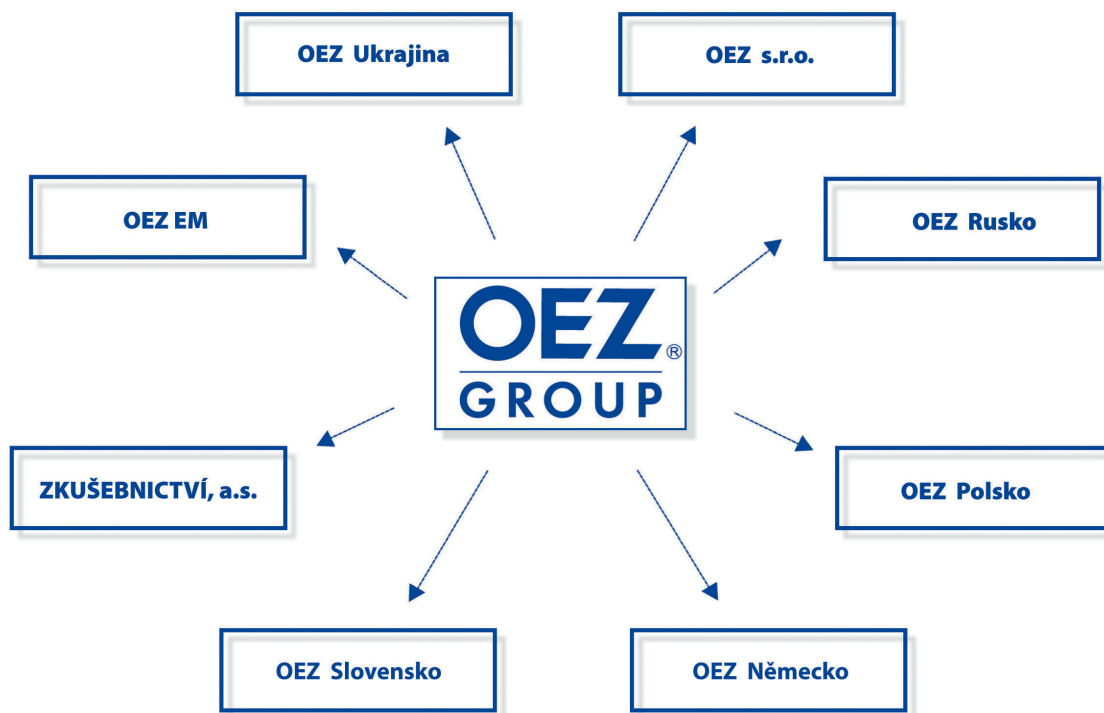 OEZ Ukrajina
OEZ s.r.o.
OEZ EM
OEZ Rusko
OEZ®
GROUP
ZKUŠEBNICTVÍ, a.s.
OEZ Polsko
OEZ Slovensko
OEZ Německo